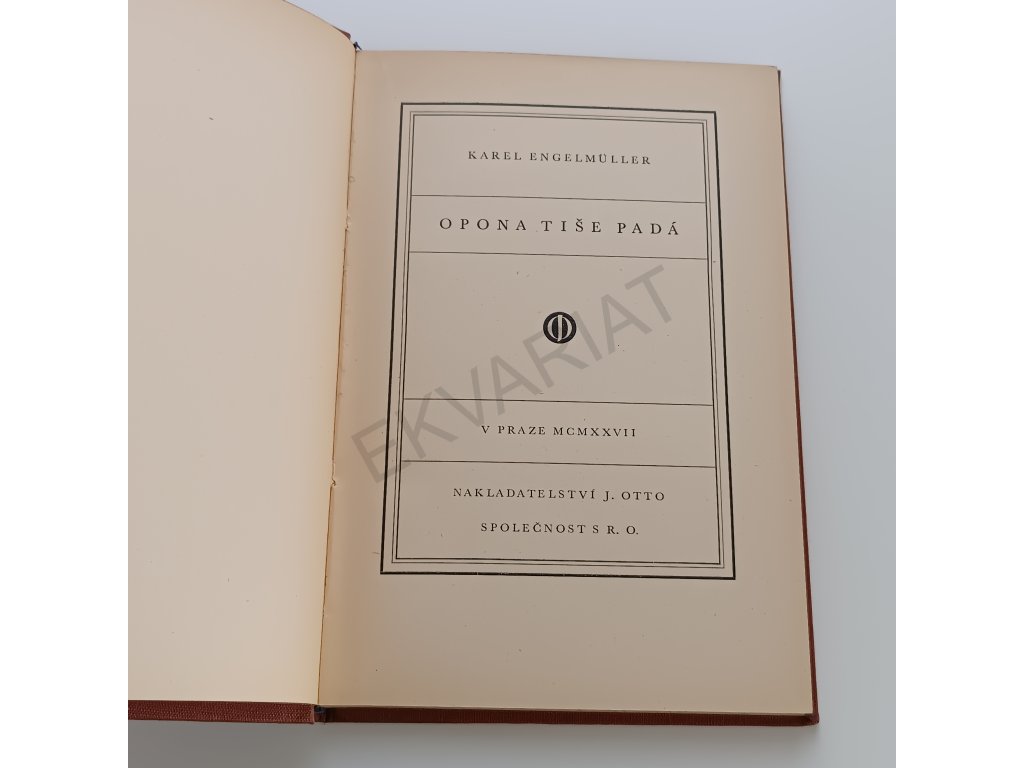 KAREL ENGELMÜLLER
OPONA TIŠE PADÁ
EKVARIAT
V PRAZE MCMXXVII
NAKLADATELSTVÍ J. OTTO
SPOLEČNOST S R. O.